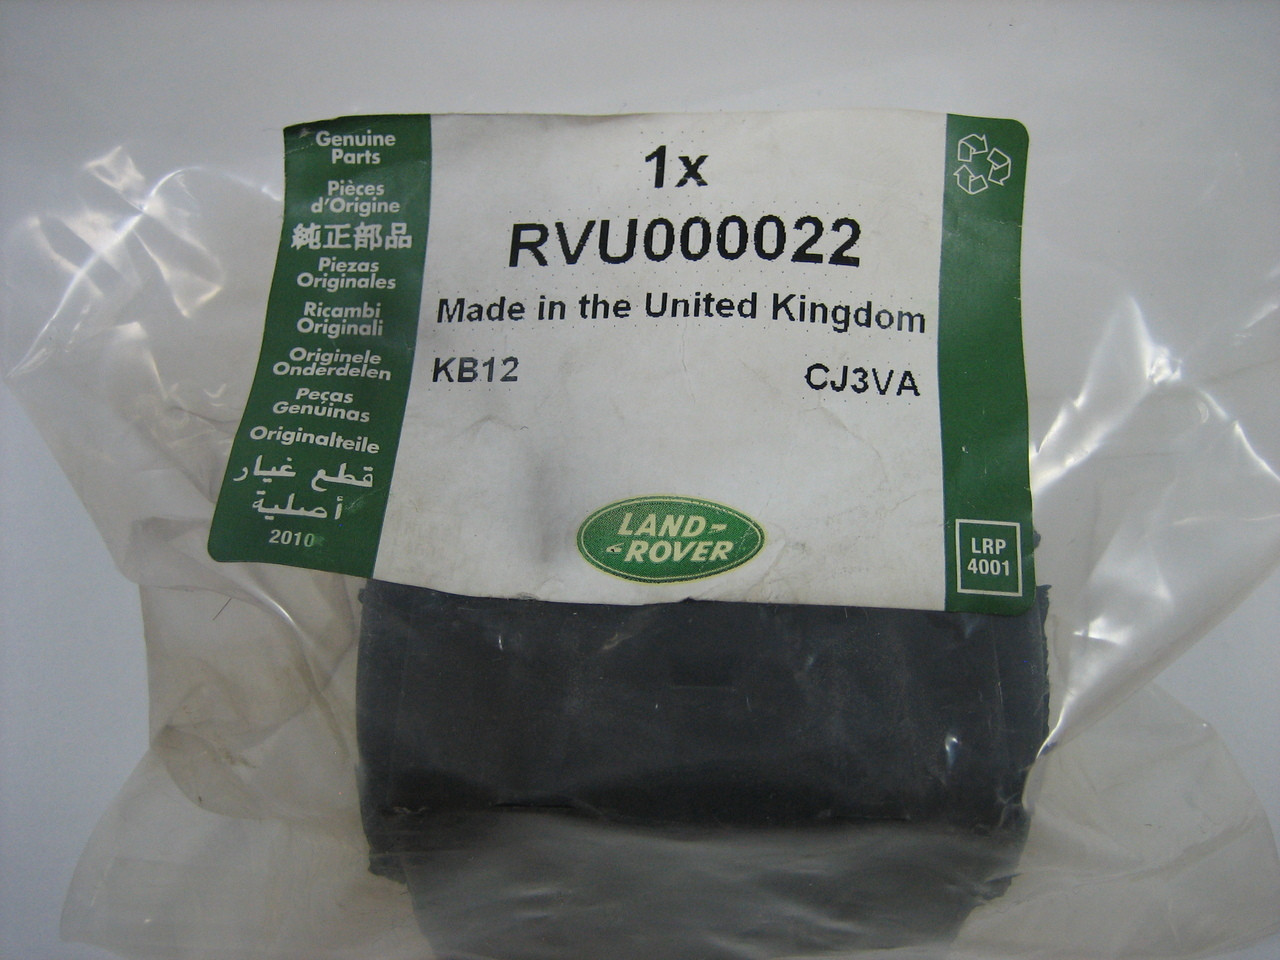 Genuine
Parts
Pièces
d'Origine
純正部品
Piezas
Originales
Ricambi
Originali
Originele
Onderdelen
Peças
Genúinas
Originalteile
قطع غيار
أصلية
2010
1x
RVU000022
Made in the United Kingdom
KB12 CJ3VA
LAND-
-ROVER
LRP
4001